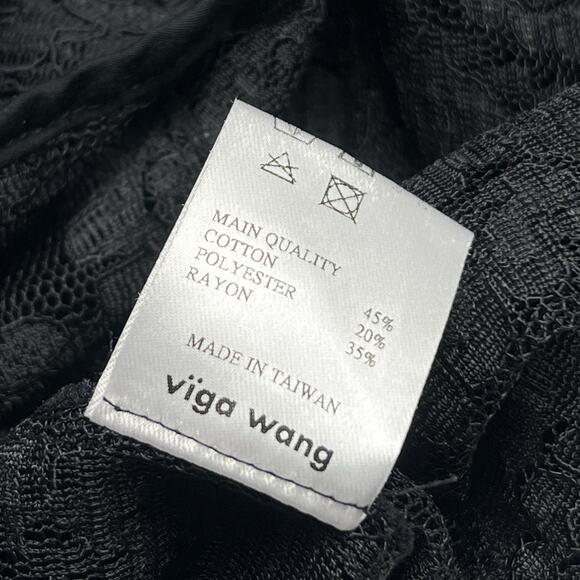 MAIN QUALITY
COTTON 45%
POLYESTER 20%
RAYON 35%
MADE IN TAIWAN
viga wang